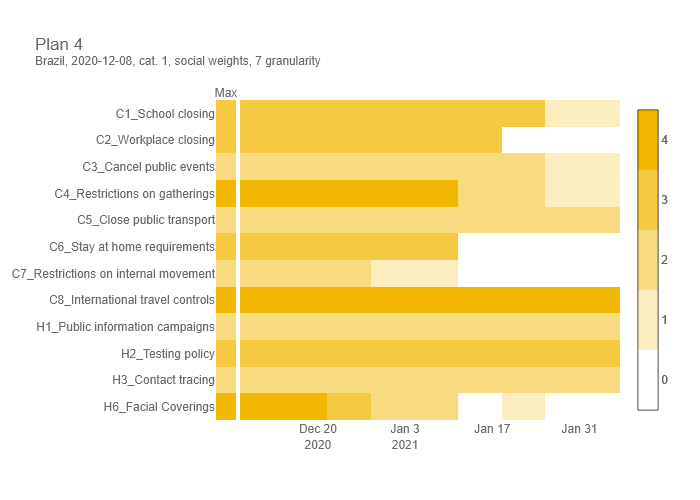 Plan 4
Brazil, 2020-12-08, cat. 1, social weights, 7 granularity
Max
C1_School closing
C2_Workplace closing
C3_Cancel public events
C4_Restrictions on gatherings
C5_Close public transport
C6_Stay at home requirements
C7_Restrictions on internal movement
C8_International travel controls
H1_Public information campaigns
H2_Testing policy
H3_Contact tracing
H6_Facial Coverings
Dec 20 Jan 3 Jan 17 Jan 31
2020 2021
4
3
2
1
0